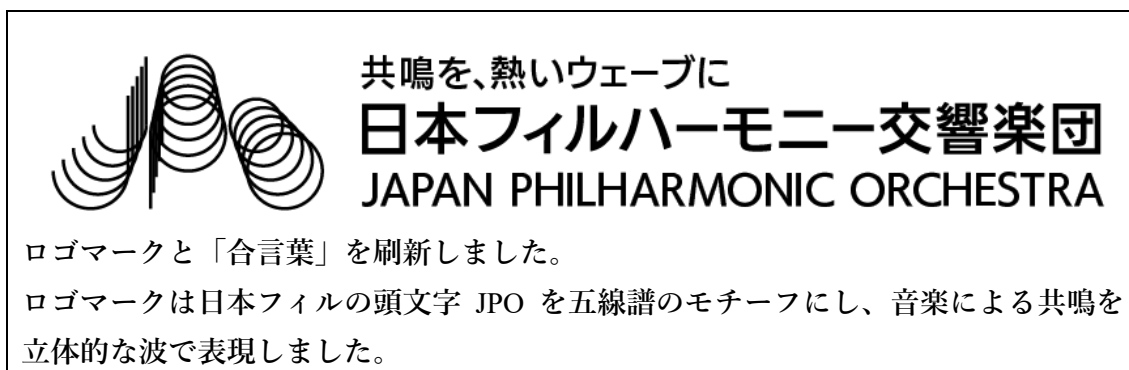 共鳴を、熱いウェーブに
日本フィルハーモニー交響楽団
JAPAN PHILHARMONIC ORCHESTRA
ロゴマークと「合言葉」を刷新しました。
ロゴマークは日本フィルの頭文字 JPO を五線譜のモチーフにし、音楽による共鳴を
立体的な波で表現しました。